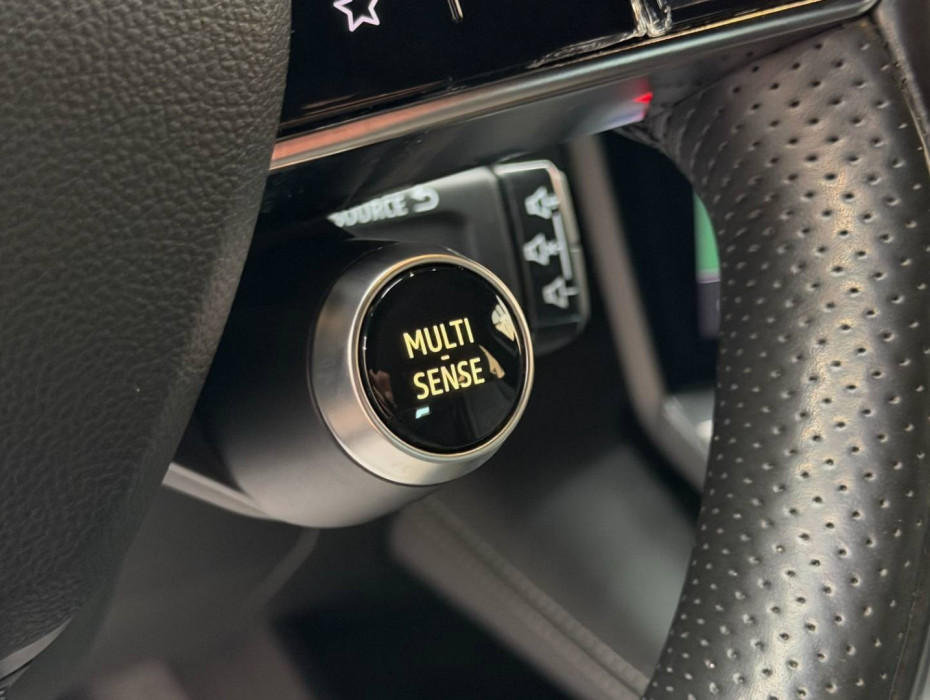 SOURCE
MULTI
-
SENSE